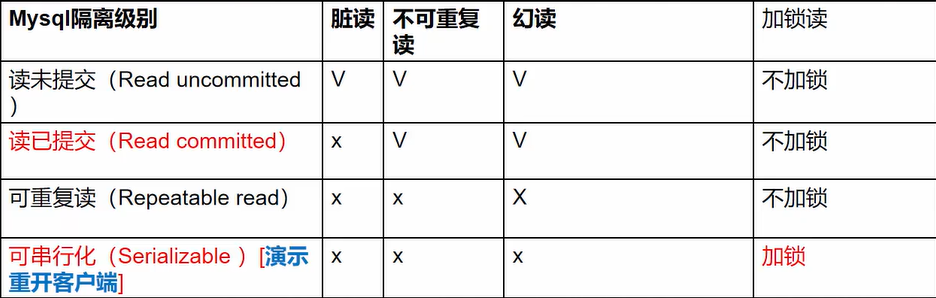 Mysql隔离级别 脏读 不可重复 幻读 加锁读
读
读未提交（Read uncommitted V V V 不加锁
）
读已提交（Read committed） x V V 不加锁
可重复读（Repeatable read） x x X 不加锁
可串行化（Serializable ）[演示 x x x 加锁
重开客户端]